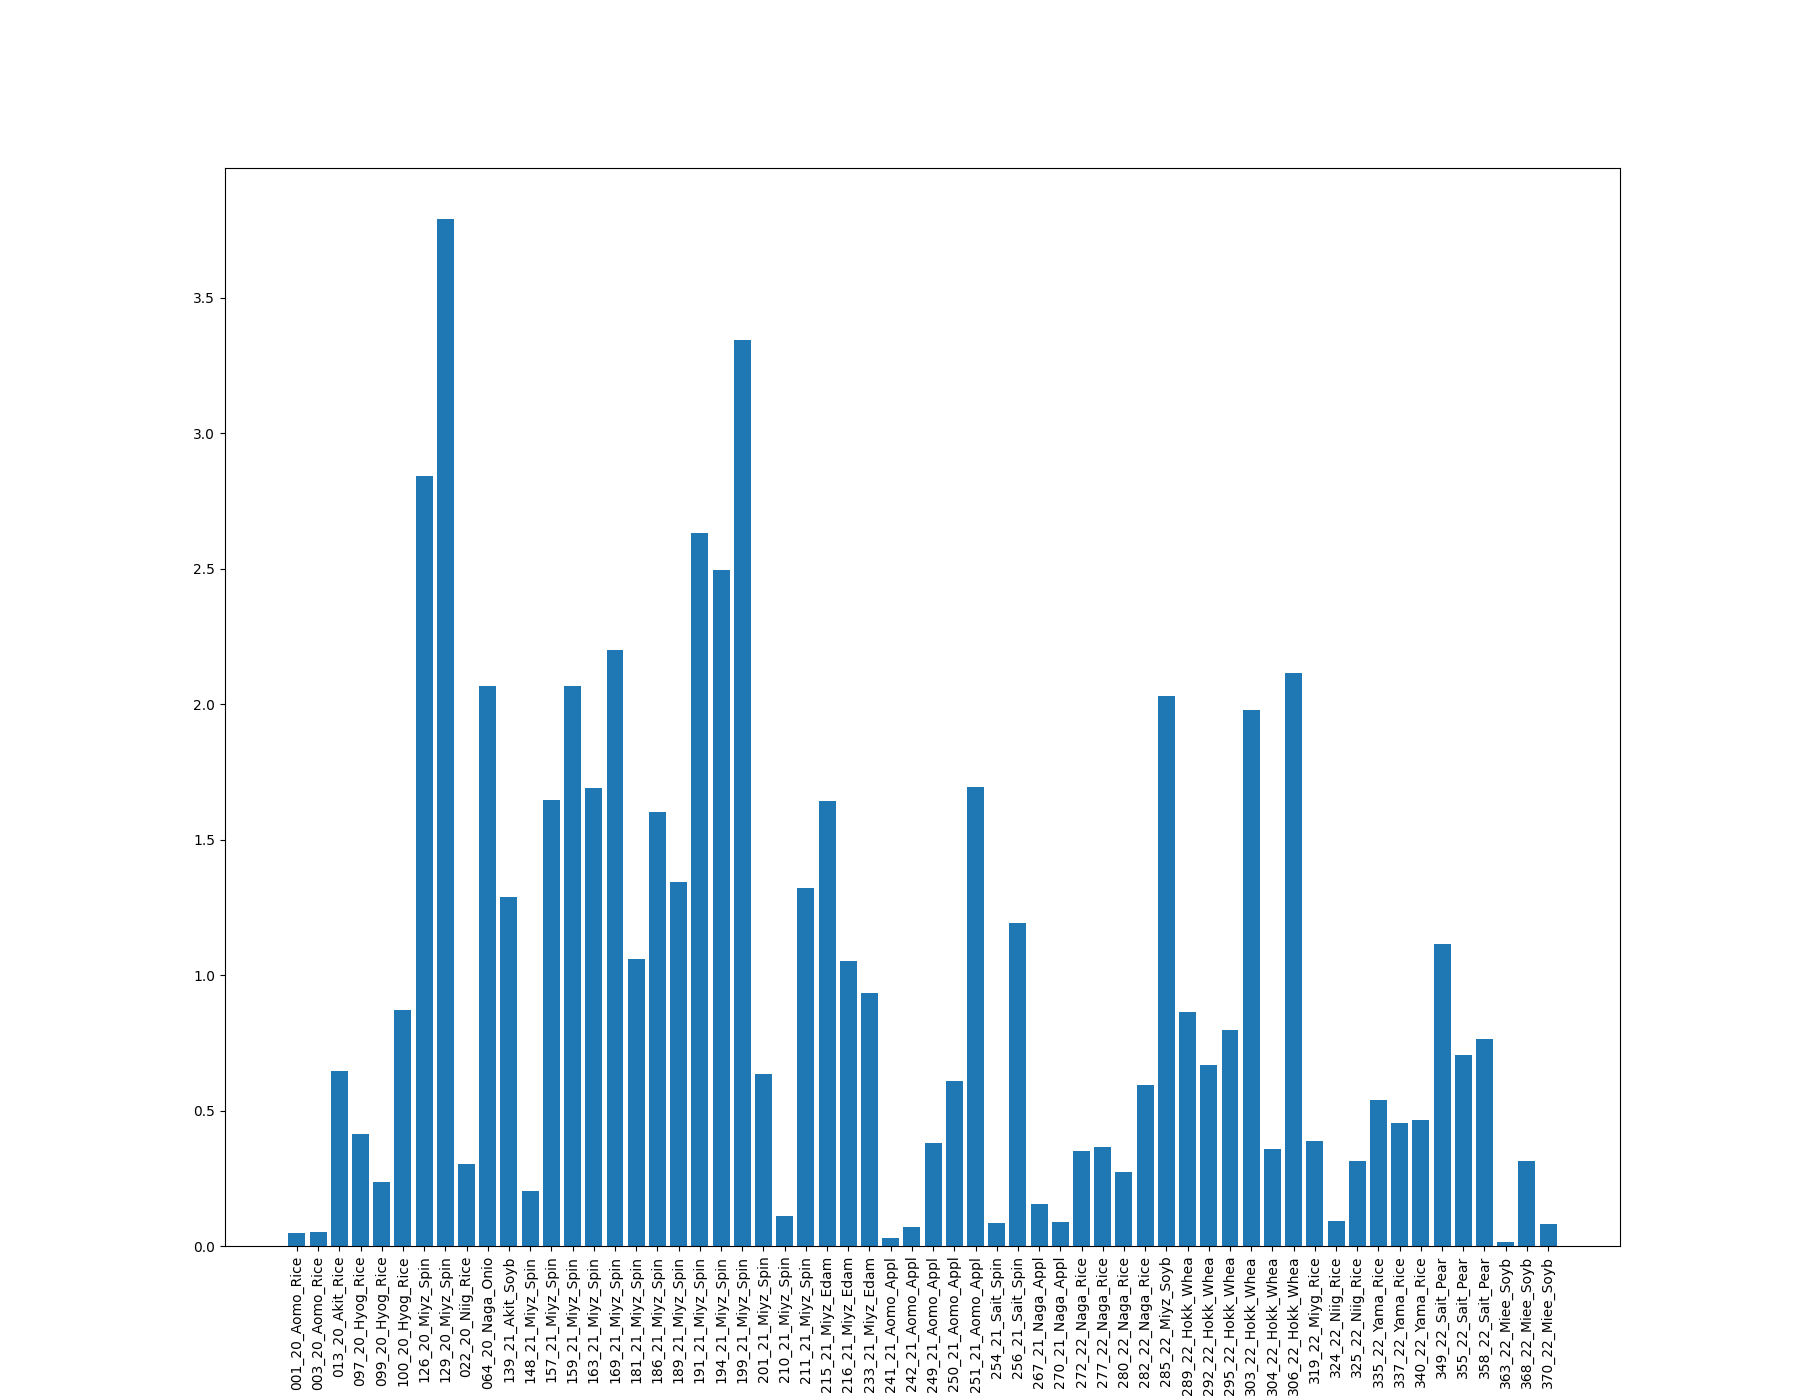 3.5
3.0
2.5
2.0
1.5
1.0
0.5
0.0
001_20_Aomo_Rice
003_20_Aomo_Rice
013_20_Akit_Rice
097_20_Hyog_Rice
099_20_Hyog_Rice
100_20_Hyog_Rice
126_20_Miyz_Spin
129_20_Miyz_Spin
022_20_Niig_Rice
064_20_Naga_Onio
139_21_Akit_Soyb
148_21_Miyz_Spin
157_21_Miyz_Spin
159_21_Miyz_Spin
163_21_Miyz_Spin
169_21_Miyz_Spin
181_21_Miyz_Spin
186_21_Miyz_Spin
189_21_Miyz_Spin
191_21_Miyz_Spin
194_21_Miyz_Spin
199_21_Miyz_Spin
201_21_Miyz_Spin
210_21_Miyz_Spin
211_21_Miyz_Spin
215_21_Miyz_Edam
216_21_Miyz_Edam
233_21_Miyz_Edam
241_21_Aomo_Appl
242_21_Aomo_Appl
249_21_Aomo_Appl
250_21_Aomo_Appl
251_21_Aomo_Appl
254_21_Sait_Spin
256_21_Sait_Spin
267_21_Naga_Appl
270_21_Naga_Appl
272_22_Naga_Rice
277_22_Naga_Rice
280_22_Naga_Rice
282_22_Naga_Rice
285_22_Miyz_Soyb
289_22_Hokk_Whea
292_22_Hokk_Whea
295_22_Hokk_Whea
303_22_Hokk_Whea
304_22_Hokk_Whea
306_22_Hokk_Whea
319_22_Miyg_Rice
324_22_Niig_Rice
325_22_Niig_Rice
335_22_Yama_Rice
337_22_Yama_Rice
340_22_Yama_Rice
349_22_Sait_Pear
355_22_Sait_Pear
358_22_Sait_Pear
363_22_Miee_Soyb
368_22_Miee_Soyb
370_22_Miee_Soyb